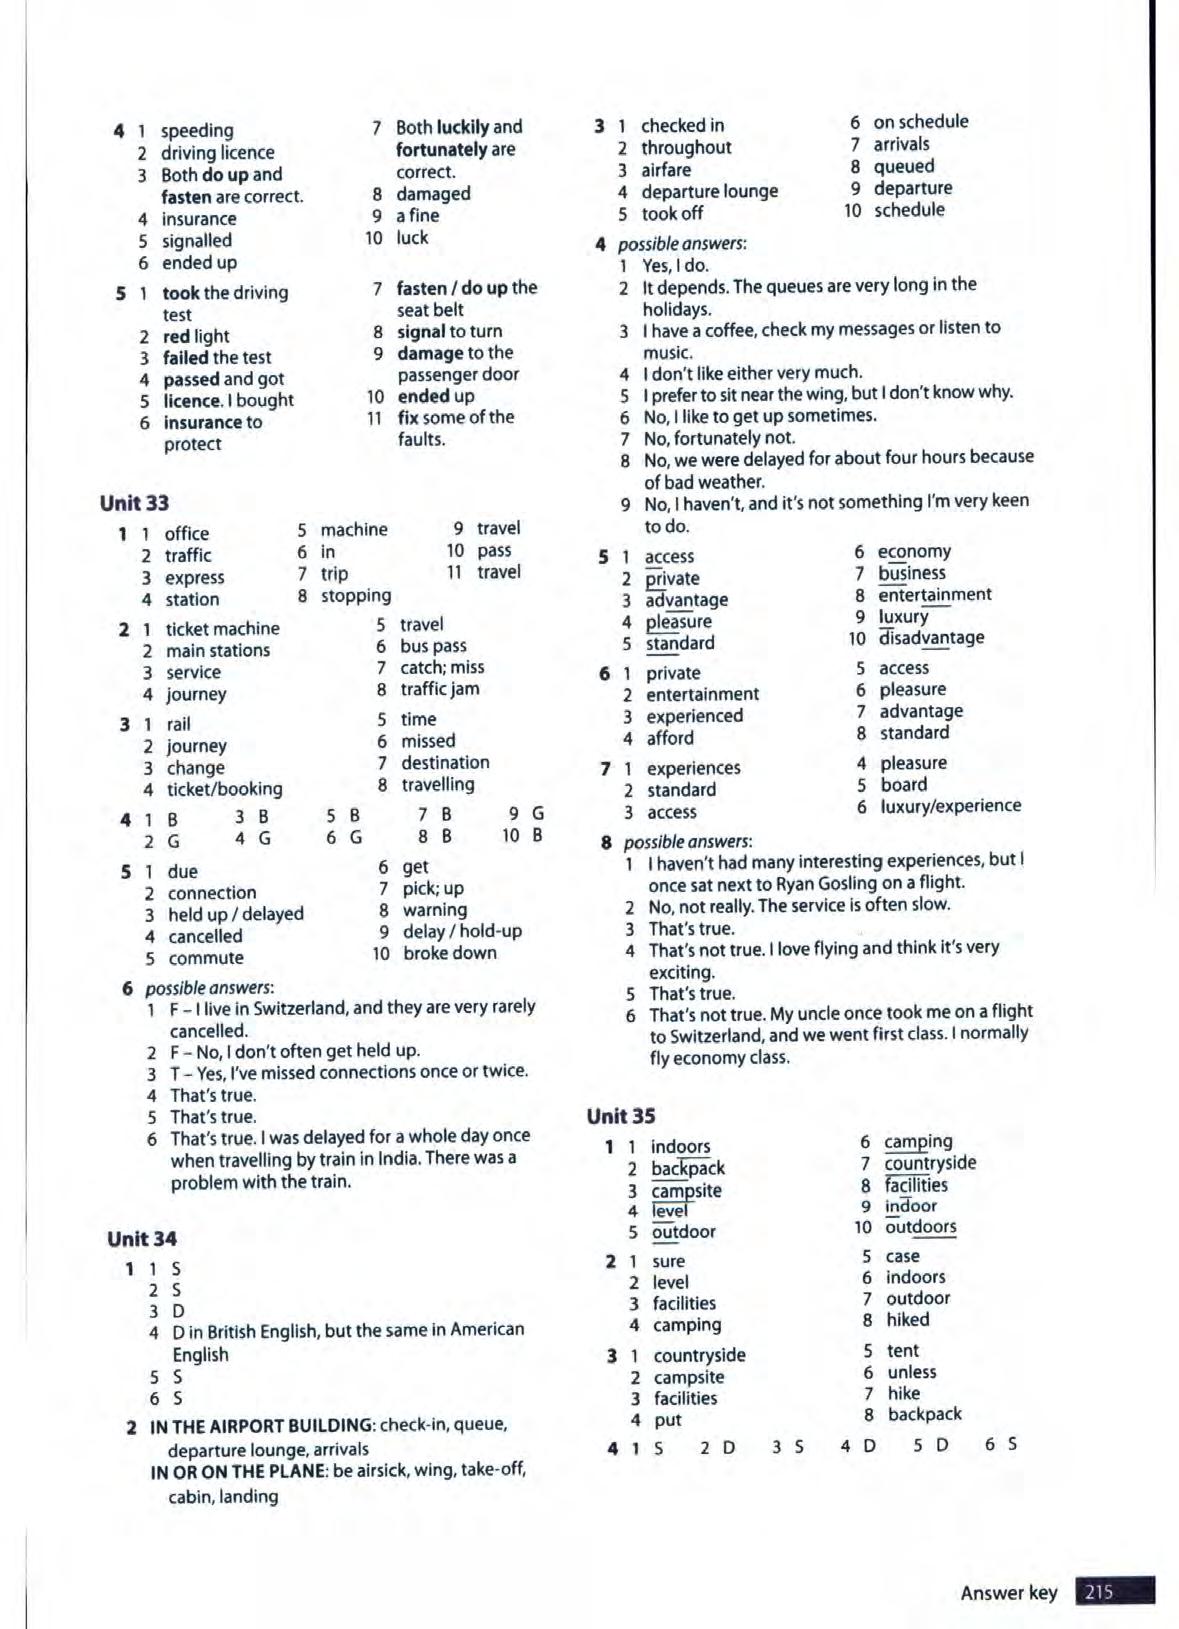 4 1 speeding
2 driving licence
3 Both do up and
fasten are correct.
4 insurance
5 signalled
6 ended up
7 Both luckily and
fortunately are
correct.
8 damaged
9 a fine
10 luck
5 1 took the driving
test
2 red light
3 failed the test
4 passed and got
5 licence. I bought
6 insurance to
protect
7 fasten / do up the
seat belt
8 signal to turn
9 damage to the
passenger door
10 ended up
11 fix some of the
faults.
Unit 33
1 1 office
2 traffic
3 express
4 station
5 machine
6 in
7 trip
8 stopping
9 travel
10 pass
11 travel
2 1 ticket machine
2 main stations
3 service
4 journey
5 travel
6 bus pass
7 catch; miss
8 traffic jam
3 1 rail
2 journey
3 change
4 ticket/booking
5 time
6 missed
7 destination
8 travelling
4 1 B 3 B 5 B 7 B 9 G
2 G 4 G 6 G 8 B 10 B
5 1 due
2 connection
3 held up / delayed
4 cancelled
5 commute
6 get
7 pick; up
8 warning
9 delay / hold-up
10 broke down
6 possible answers:
1 F – I live in Switzerland, and they are very rarely
cancelled.
2 F – No, I don't often get held up.
3 T – Yes, I've missed connections once or twice.
4 That's true.
5 That's true.
6 That's true. I was delayed for a whole day once
when travelling by train in India. There was a
problem with the train.
Unit 34
1 1 S
2 S
3 D
4 D in British English, but the same in American
English
5 S
6 S
2 IN THE AIRPORT BUILDING: check-in, queue,
departure lounge, arrivals
IN OR ON THE PLANE: be airsick, wing, take-off,
cabin, landing
3 1 checked in
2 throughout
3 airfare
4 departure lounge
5 took off
6 on schedule
7 arrivals
8 queued
9 departure
10 schedule
4 possible answers:
1 Yes, I do.
2 It depends. The queues are very long in the
holidays.
3 I have a coffee, check my messages or listen to
music.
4 I don't like either very much.
5 I prefer to sit near the wing, but I don't know why.
6 No, I like to get up sometimes.
7 No, fortunately not.
8 No, we were delayed for about four hours because
of bad weather.
9 No, I haven't, and it's not something I'm very keen
to do.
5 1 access
2 private
3 advantage
4 pleasure
5 standard
6 economy
7 business
8 entertainment
9 luxury
10 disadvantage
6 1 private
2 entertainment
3 experienced
4 afford
5 access
6 pleasure
7 advantage
8 standard
7 1 experiences
2 standard
3 access
4 pleasure
5 board
6 luxury/experience
8 possible answers:
1 I haven't had many interesting experiences, but I
once sat next to Ryan Gosling on a flight.
2 No, not really. The service is often slow.
3 That's true.
4 That's not true. I love flying and think it's very
exciting.
5 That's true.
6 That's not true. My uncle once took me on a flight
to Switzerland, and we went first class. I normally
fly economy class.
Unit 35
1 1 indoors
2 backpack
3 campsite
4 level
5 outdoor
6 camping
7 countryside
8 facilities
9 indoor
10 outdoors
2 1 sure
2 level
3 facilities
4 camping
5 case
6 indoors
7 outdoor
8 hiked
3 1 countryside
2 campsite
3 facilities
4 put
5 tent
6 unless
7 hike
8 backpack
4 1 S 2 D 3 S 4 D 5 D 6 S
Answer key 215